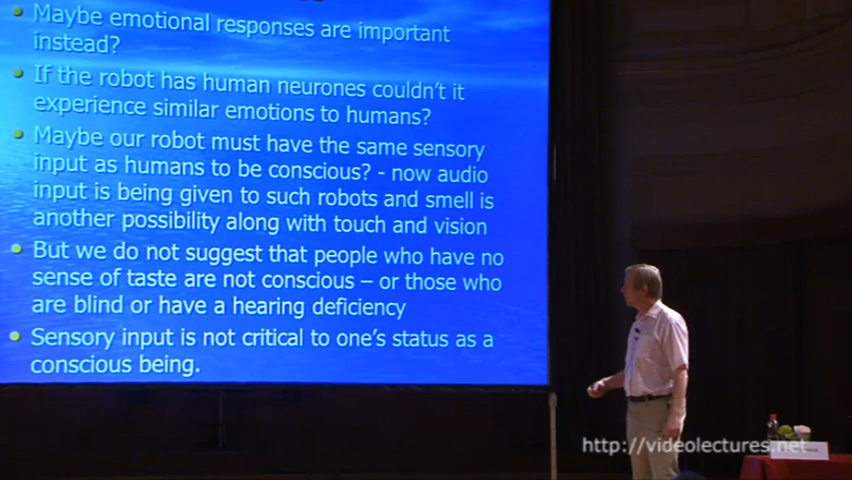 Maybe emotional responses are important
instead?
If the robot has human neurones couldn't it
experience similar emotions to humans?
Maybe our robot must have the same sensory
input as humans to be conscious? - now audio
input is being given to such robots and smell is
another possibility along with touch and vision
But we do not suggest that people who have no
sense of taste are not conscious – or those who
are blind or have a hearing deficiency
Sensory input is not critical to one's status as a
conscious being.
http://videolectures.net